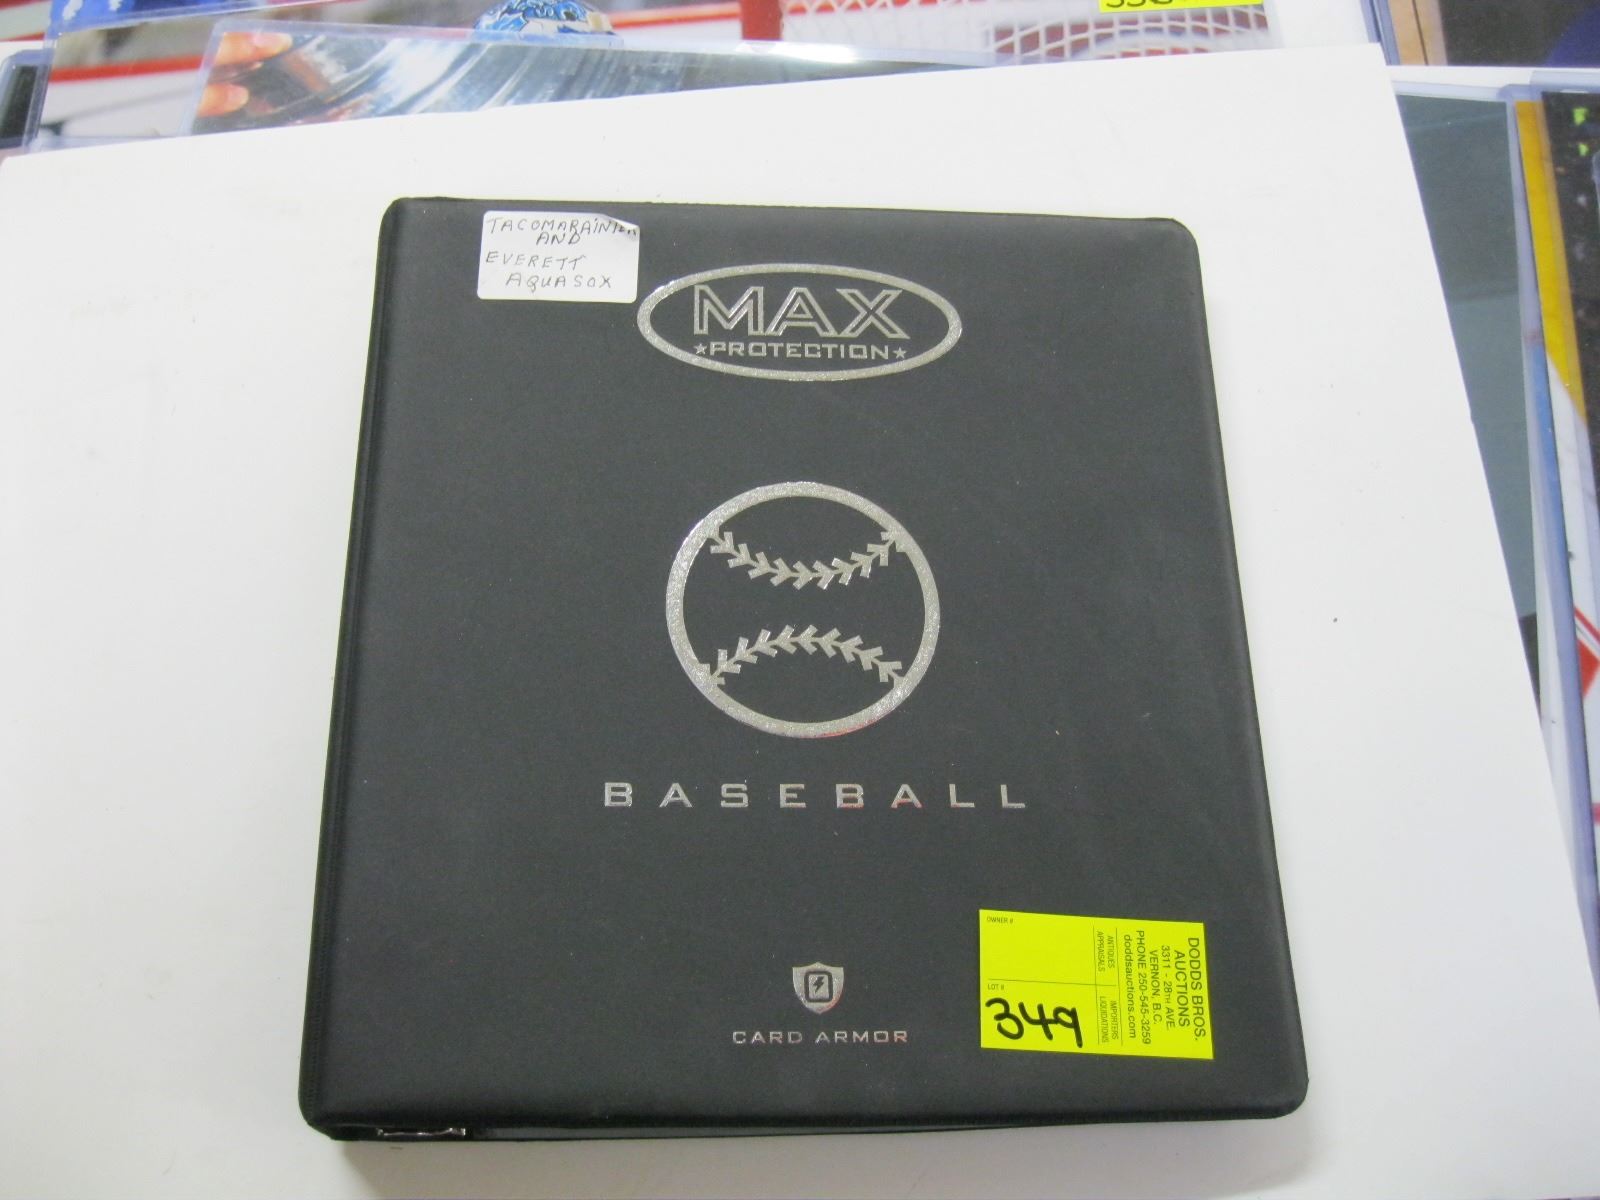 TACOMARAINIER
AND
EVERETT
AQUASOX
MAX
PROTECTION
BASEBALL
CARD ARMOR
OWNER #
LOT #
349
ANTIQUES
APPRAISALS
IMPORTERS
LIQUIDATIONS
DODDS BROS.
AUCTIONS
3311 - 28TH AVE.
VERNON, B.C.
PHONE 250-545-3259
doddsauctions.com